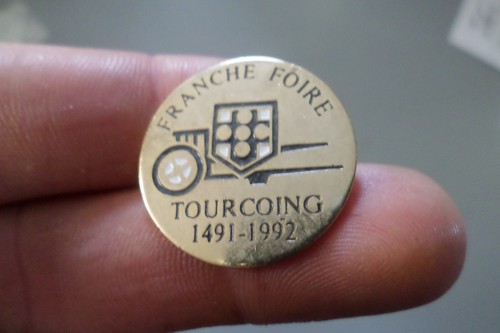 FRANCHE FOIRE
TOURCOING
1491-1992